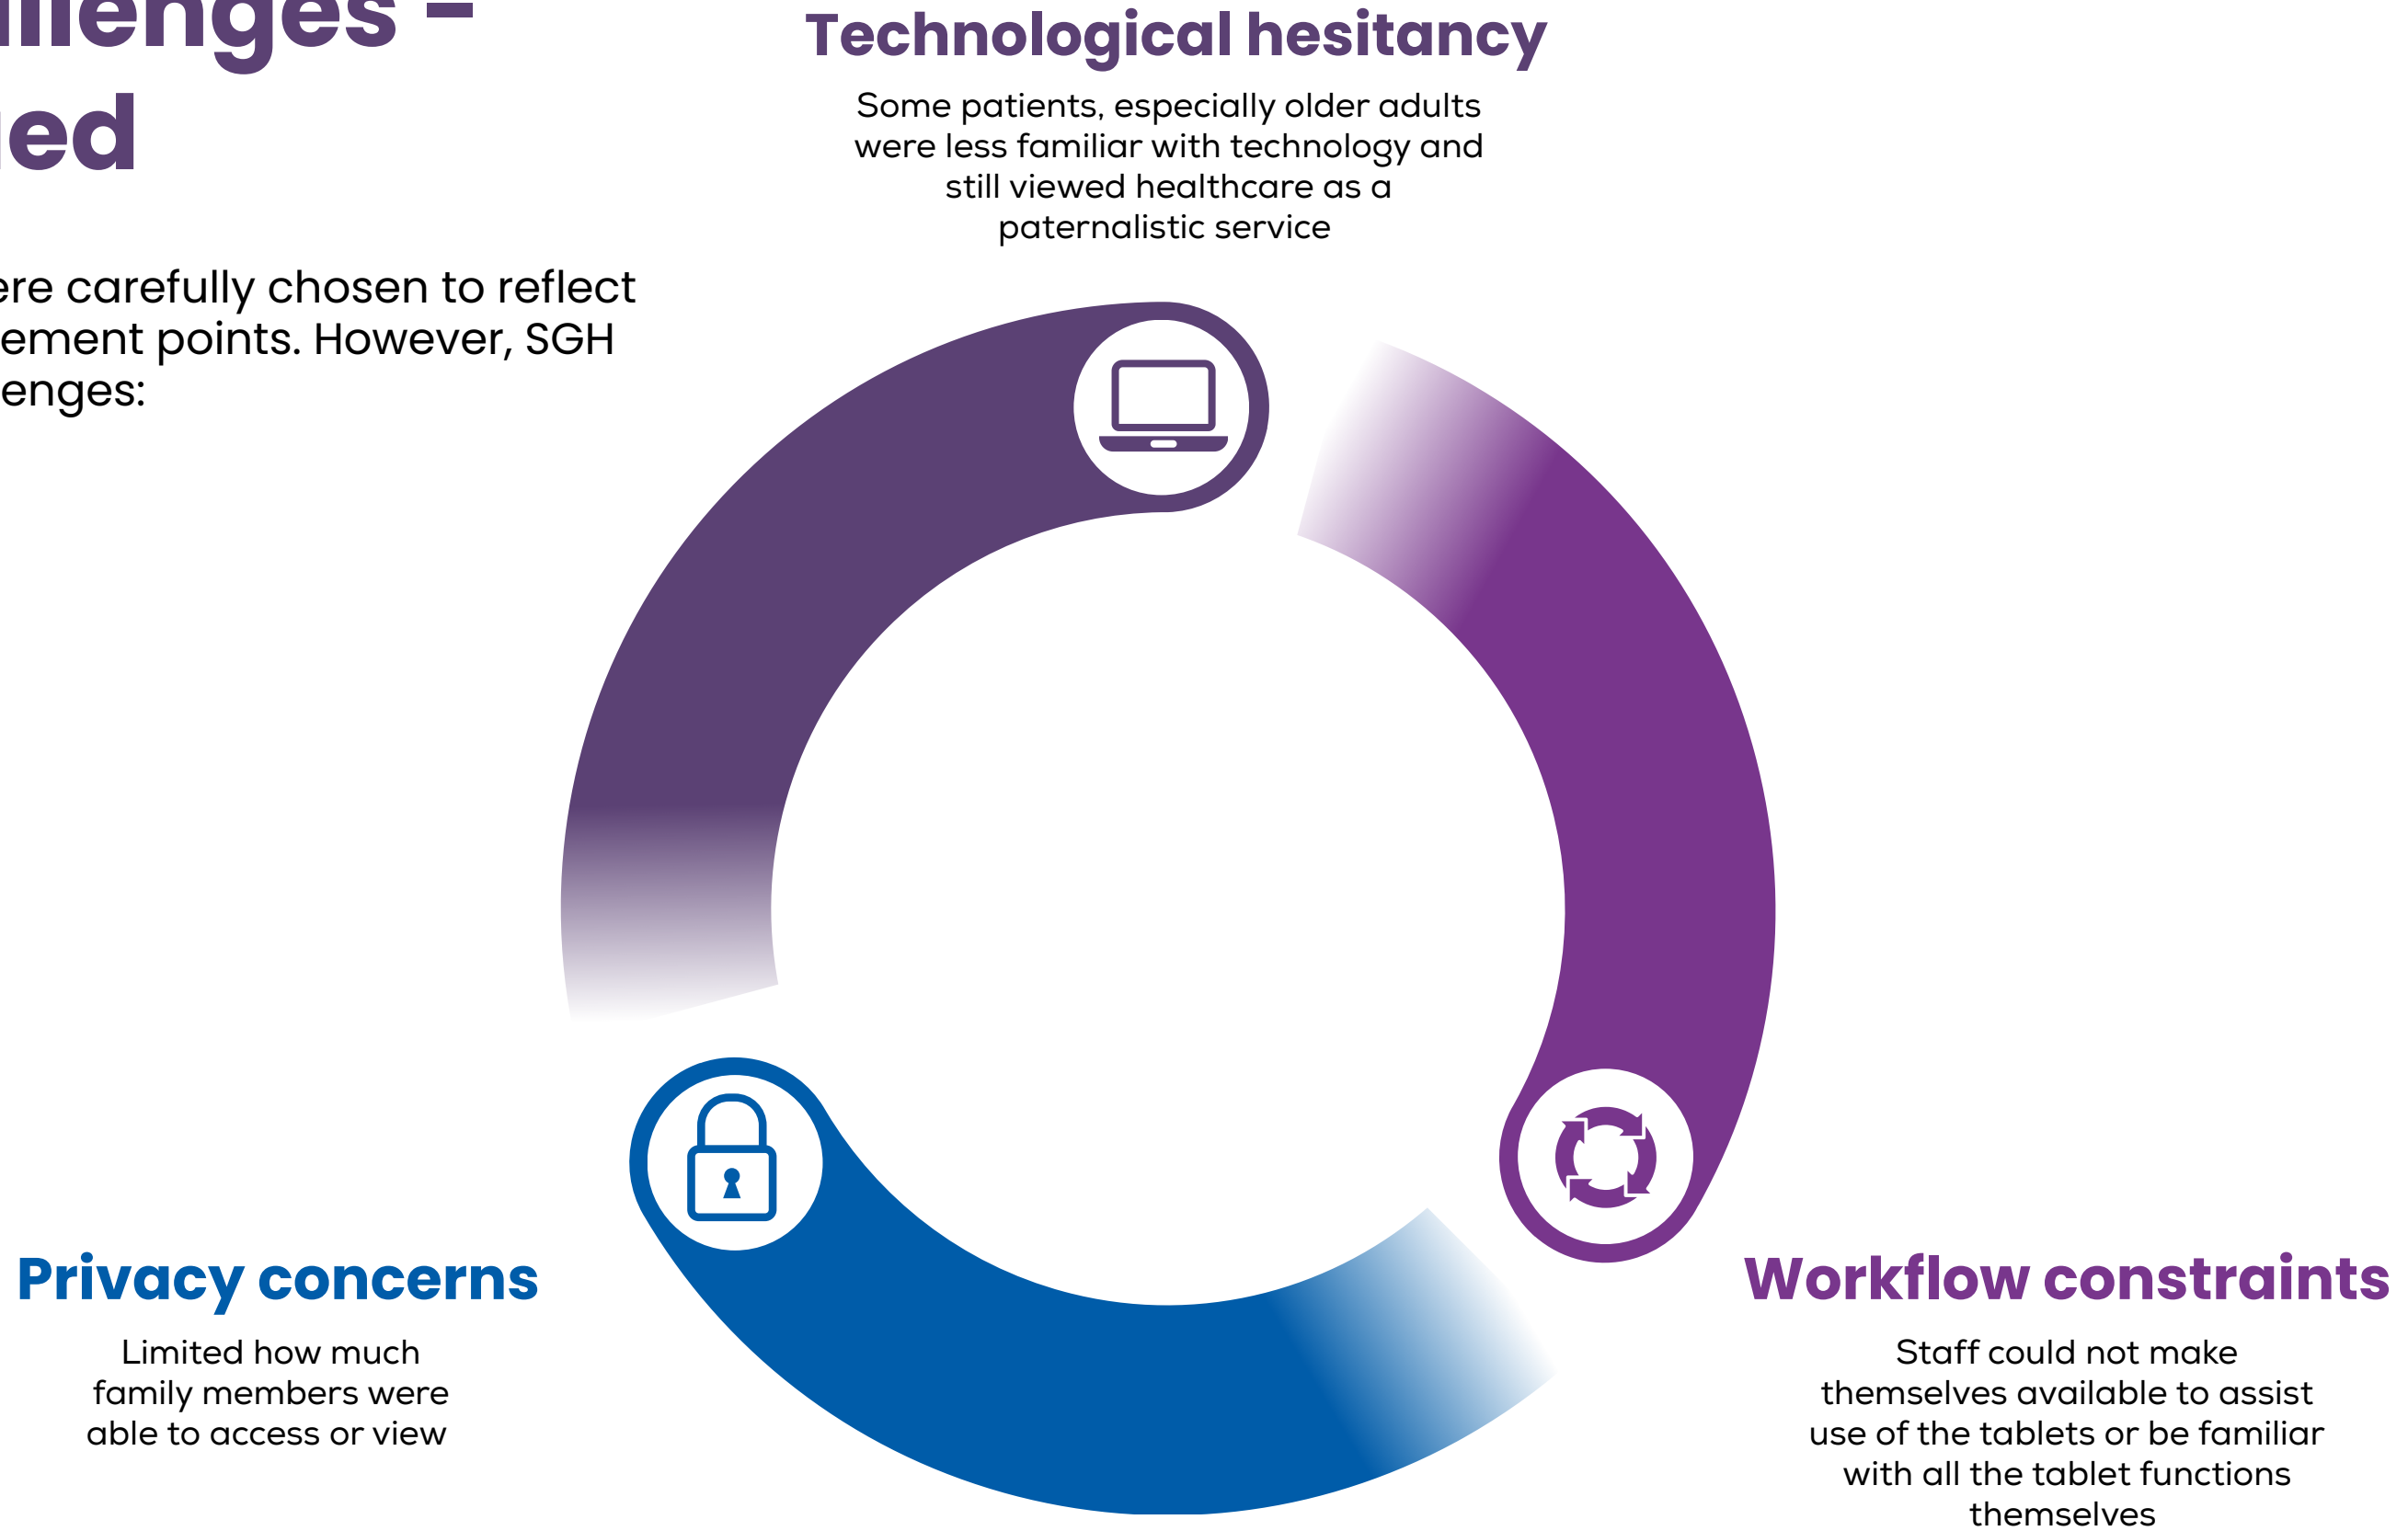 allenges -
ed
ere carefully chosen to reflect
ement points. However, SGH
enges:
Technological hesitancy
Some patients, especially older adults
were less familiar with technology and
still viewed healthcare as a
paternalistic service
Privacy concerns
Limited how much
family members were
able to access or view
Workflow constraints
Staff could not make
themselves available to assist
use of the tablets or be familiar
with all the tablet functions
themselves